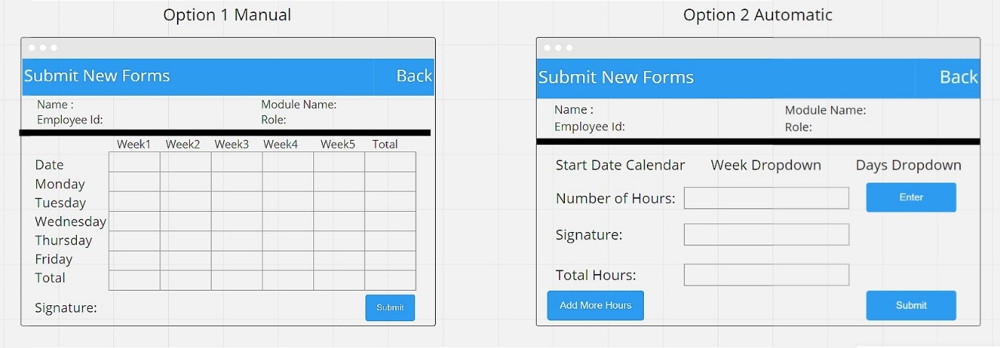 Option 1 Manual
Submit New Forms Back
Name : Module Name:
Employee Id: Role:
Week1 Week2 Week3 Week4 Week5 Total
Date
Monday
Tuesday
Wednesday
Thursday
Friday
Total
Signature: Submit
Option 2 Automatic
Submit New Forms Back
Name : Module Name:
Employee Id: Role:
Start Date Calendar Week Dropdown Days Dropdown
Number of Hours: Enter
Signature:
Total Hours:
Add More Hours Submit